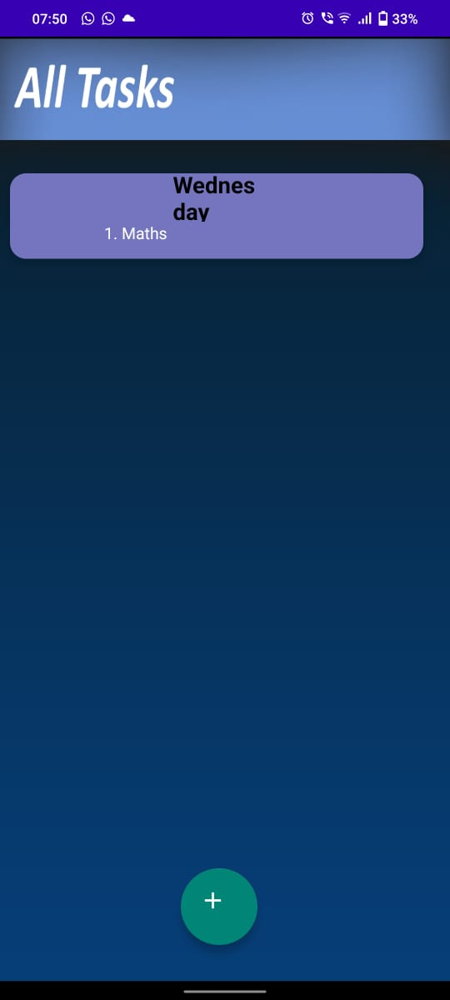 07:50 33%
All Tasks
Wednes
day
1. Maths
+